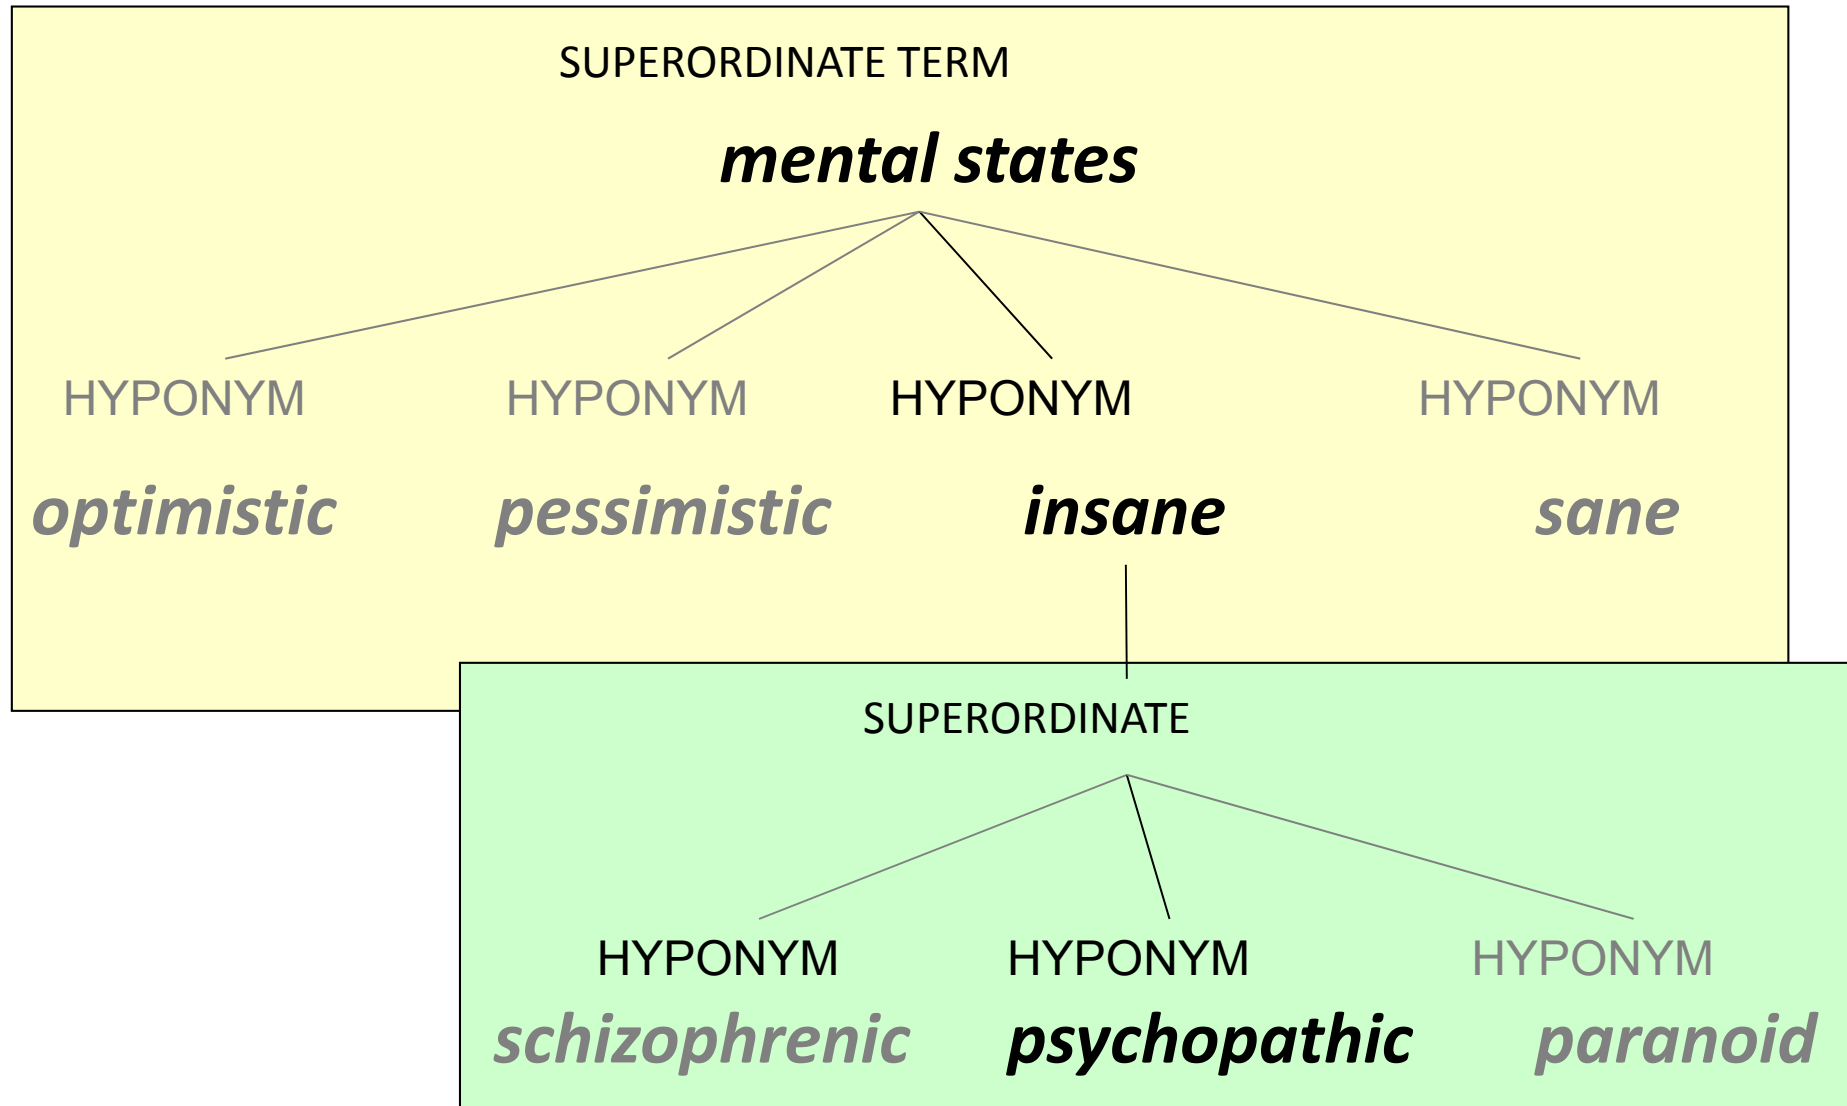 SUPERORDINATE TERM
mental states
HYPONYM HYPONYM HYPONYM HYPONYM
optimistic pessimistic insane sane
SUPERORDINATE
HYPONYM HYPONYM HYPONYM
schizophrenic psychopathic paranoid